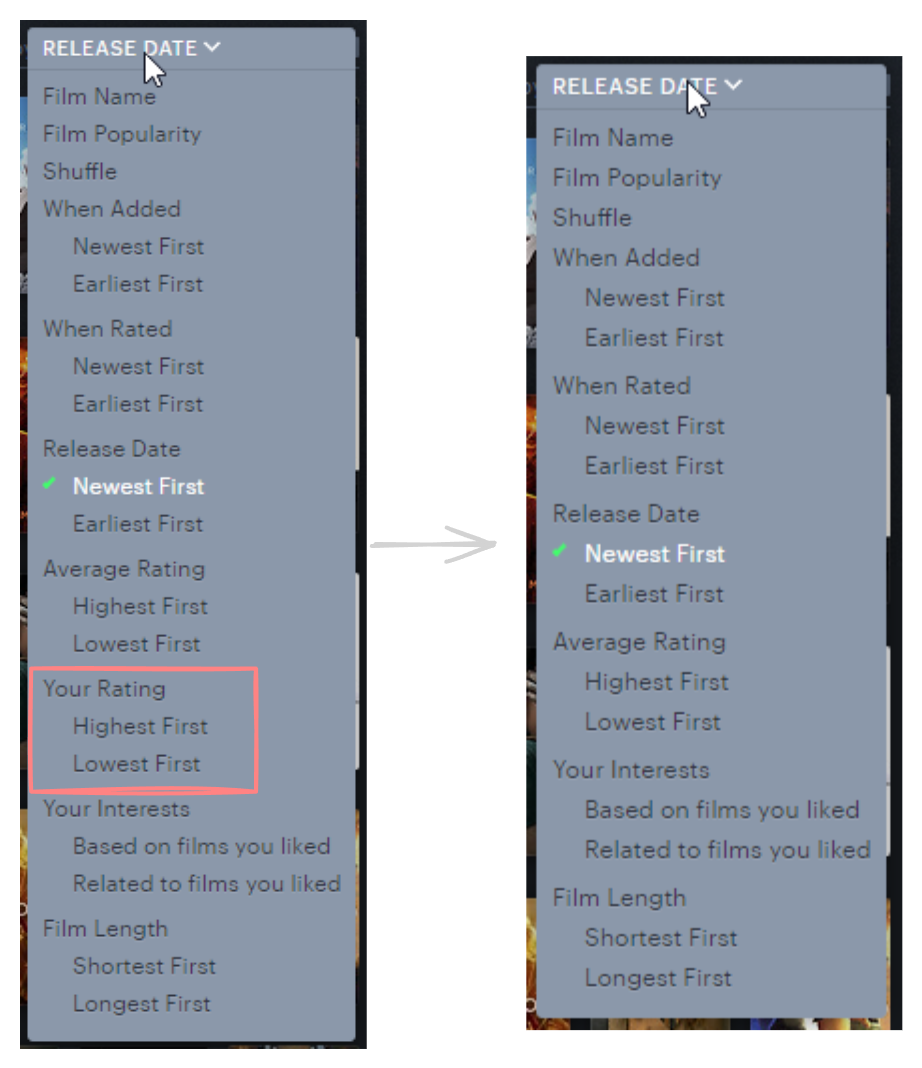 RELEASE DATE
Film Name
Film Popularity
Shuffle
When Added
Newest First
Earliest First
When Rated
Newest First
Earliest First
Release Date
Newest First
Earliest First
Average Rating
Highest First
Lowest First
Your Rating
Highest First
Lowest First
Your Interests
Based on films you liked
Related to films you liked
Film Length
Shortest First
Longest First
RELEASE DATE
Film Name
Film Popularity
Shuffle
When Added
Newest First
Earliest First
When Rated
Newest First
Earliest First
Release Date
Newest First
Earliest First
Average Rating
Highest First
Lowest First
Your Interests
Based on films you liked
Related to films you liked
Film Length
Shortest First
Longest First